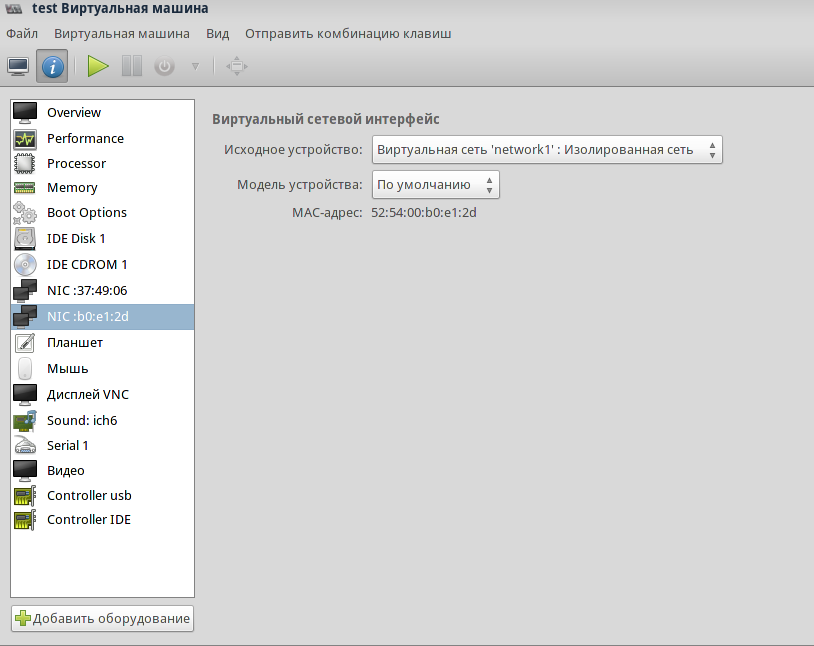 test Виртуальная машина
Файл Виртуальная машина Вид Отправить комбинацию клавиш
Overview
Performance
Processor
Memory
Boot Options
IDE Disk 1
IDE CDROM 1
NIC :37:49:06
NIC :b0:e1:2d
Планшет
Мышь
Дисплей VNC
Sound: ich6
Serial 1
Видео
Controller usb
Controller IDE
Добавить оборудование
Виртуальный сетевой интерфейс
Исходное устройство: Виртуальная сеть 'network1' : Изолированная сеть
Модель устройства: По умолчанию
MAC-адрес: 52:54:00:b0:e1:2d